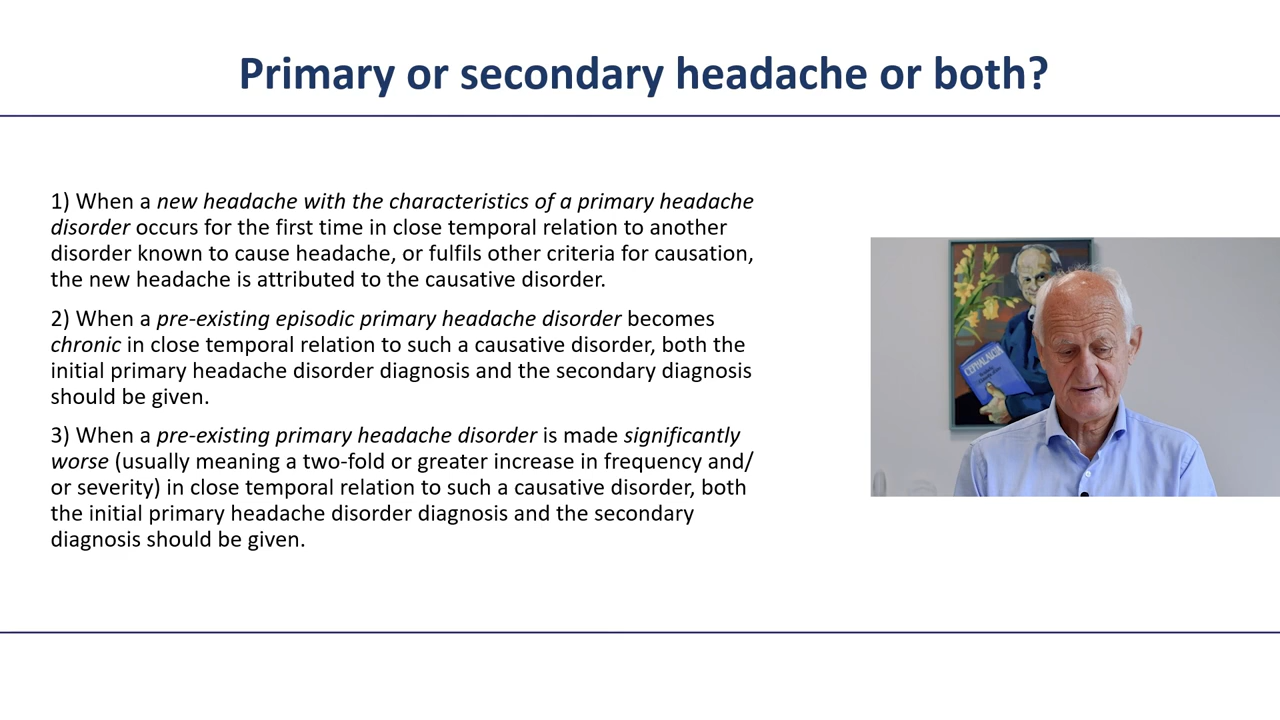 Primary or secondary headache or both?
1) When a new headache with the characteristics of a primary headache
disorder occurs for the first time in close temporal relation to another
disorder known to cause headache, or fulfils other criteria for causation,
the new headache is attributed to the causative disorder.
2) When a pre-existing episodic primary headache disorder becomes
chronic in close temporal relation to such a causative disorder, both the
initial primary headache disorder diagnosis and the secondary diagnosis
should be given.
3) When a pre-existing primary headache disorder is made significantly
worse (usually meaning a two-fold or greater increase in frequency and/
or severity) in close temporal relation to such a causative disorder, both
the initial primary headache disorder diagnosis and the secondary
diagnosis should be given.
CEPHALALGIA